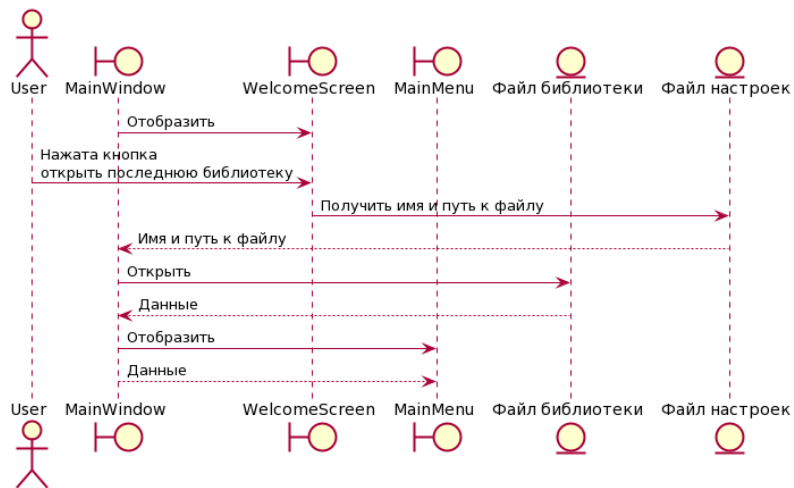 User MainWindow WelcomeScreen MainMenu Файл библиотеки Файл настроек
Отобразить
Нажата кнопка
открыть последнюю библиотеку
Получить имя и путь к файлу
Имя и путь к файлу
Открыть
Данные
Отобразить
Данные
User MainWindow WelcomeScreen MainMenu Файл библиотеки Файл настроек